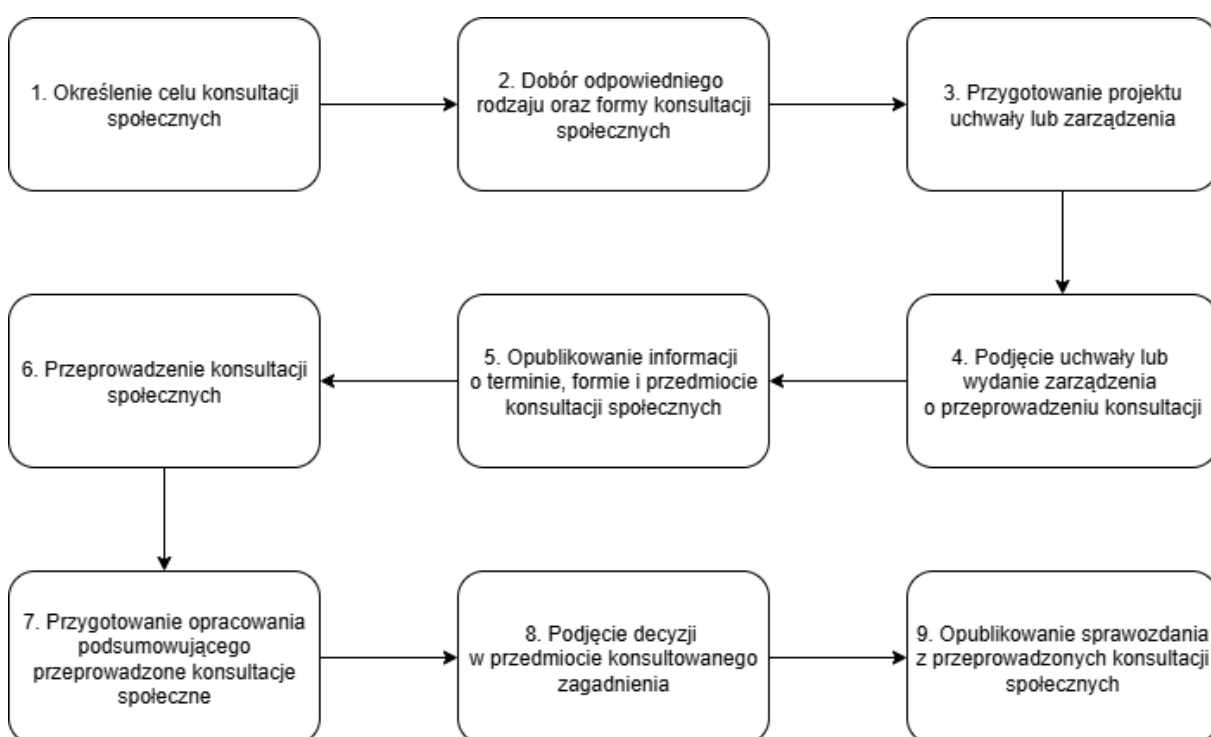 1. Określenie celu konsultacji
społecznych
2. Dobór odpowiedniego
rodzaju oraz formy konsultacji
społecznych
3. Przygotowanie projektu
uchwały lub zarządzenia
4. Podjęcie uchwały lub
wydanie zarządzenia
o przeprowadzeniu konsultacji
5. Opublikowanie informacji
o terminie, formie i przedmiocie
konsultacji społecznych
6. Przeprowadzenie konsultacji
społecznych
7. Przygotowanie opracowania
podsumowującego
przeprowadzone konsultacje
społeczne
8. Podjęcie decyzji
w przedmiocie konsultowanego
zagadnienia
9. Opublikowanie sprawozdania
z przeprowadzonych konsultacji
społecznych